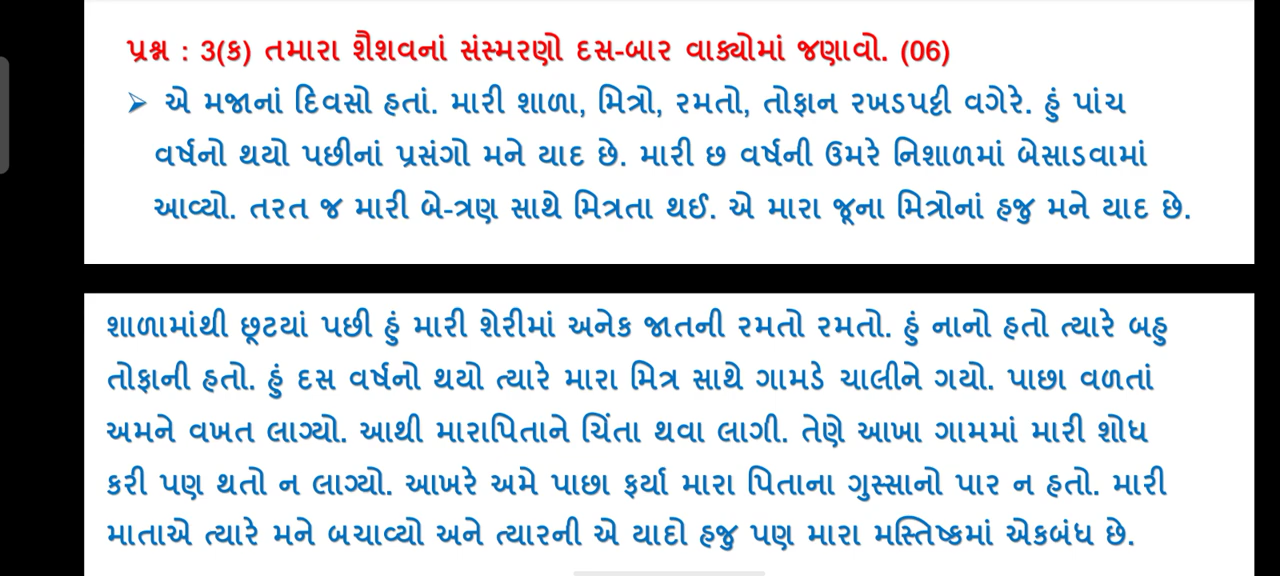 પ્રશ્ન : 3(ક) તમારા શૈશવનાં સંસ્મરણો દસ-બાર વાક્યોમાં જણાવો. (06)
➢ એ મજાનાં દિવસો હતાં. મારી શાળા, મિત્રો, રમતો, તોફાન રખડપટ્ટી વગેરે. હું પાંચ
વર્ષનો થયો પછીનાં પ્રસંગો મને યાદ છે. મારી છ વર્ષની ઉમરે નિશાળમાં બેસાડવામાં
આવ્યો. તરત જ મારી બે-ત્રણ સાથે મિત્રતા થઈ. એ મારા જૂના મિત્રોનાં હજુ મને યાદ છે.
શાળામાંથી છૂટયાં પછી હું મારી શેરીમાં અનેક જાતની રમતો રમતો. હું નાનો હતો ત્યારે બહુ
તોફાની હતો. હું દસ વર્ષનો થયો ત્યારે મારા મિત્ર સાથે ગામડે ચાલીને ગયો. પાછા વળતાં
અમને વખત લાગ્યો. આથી મારાપિતાને ચિંતા થવા લાગી. તેણે આખા ગામમાં મારી શોધ
કરી પણ થતો ન લાગ્યો. આખરે અમે પાછા ફર્યા મારા પિતાના ગુસ્સાનો પાર ન હતો. મારી
માતાએ ત્યારે મને બચાવ્યો અને ત્યારની એ યાદો હજુ પણ મારા મસ્તિષ્કમાં એકબંધ છે.